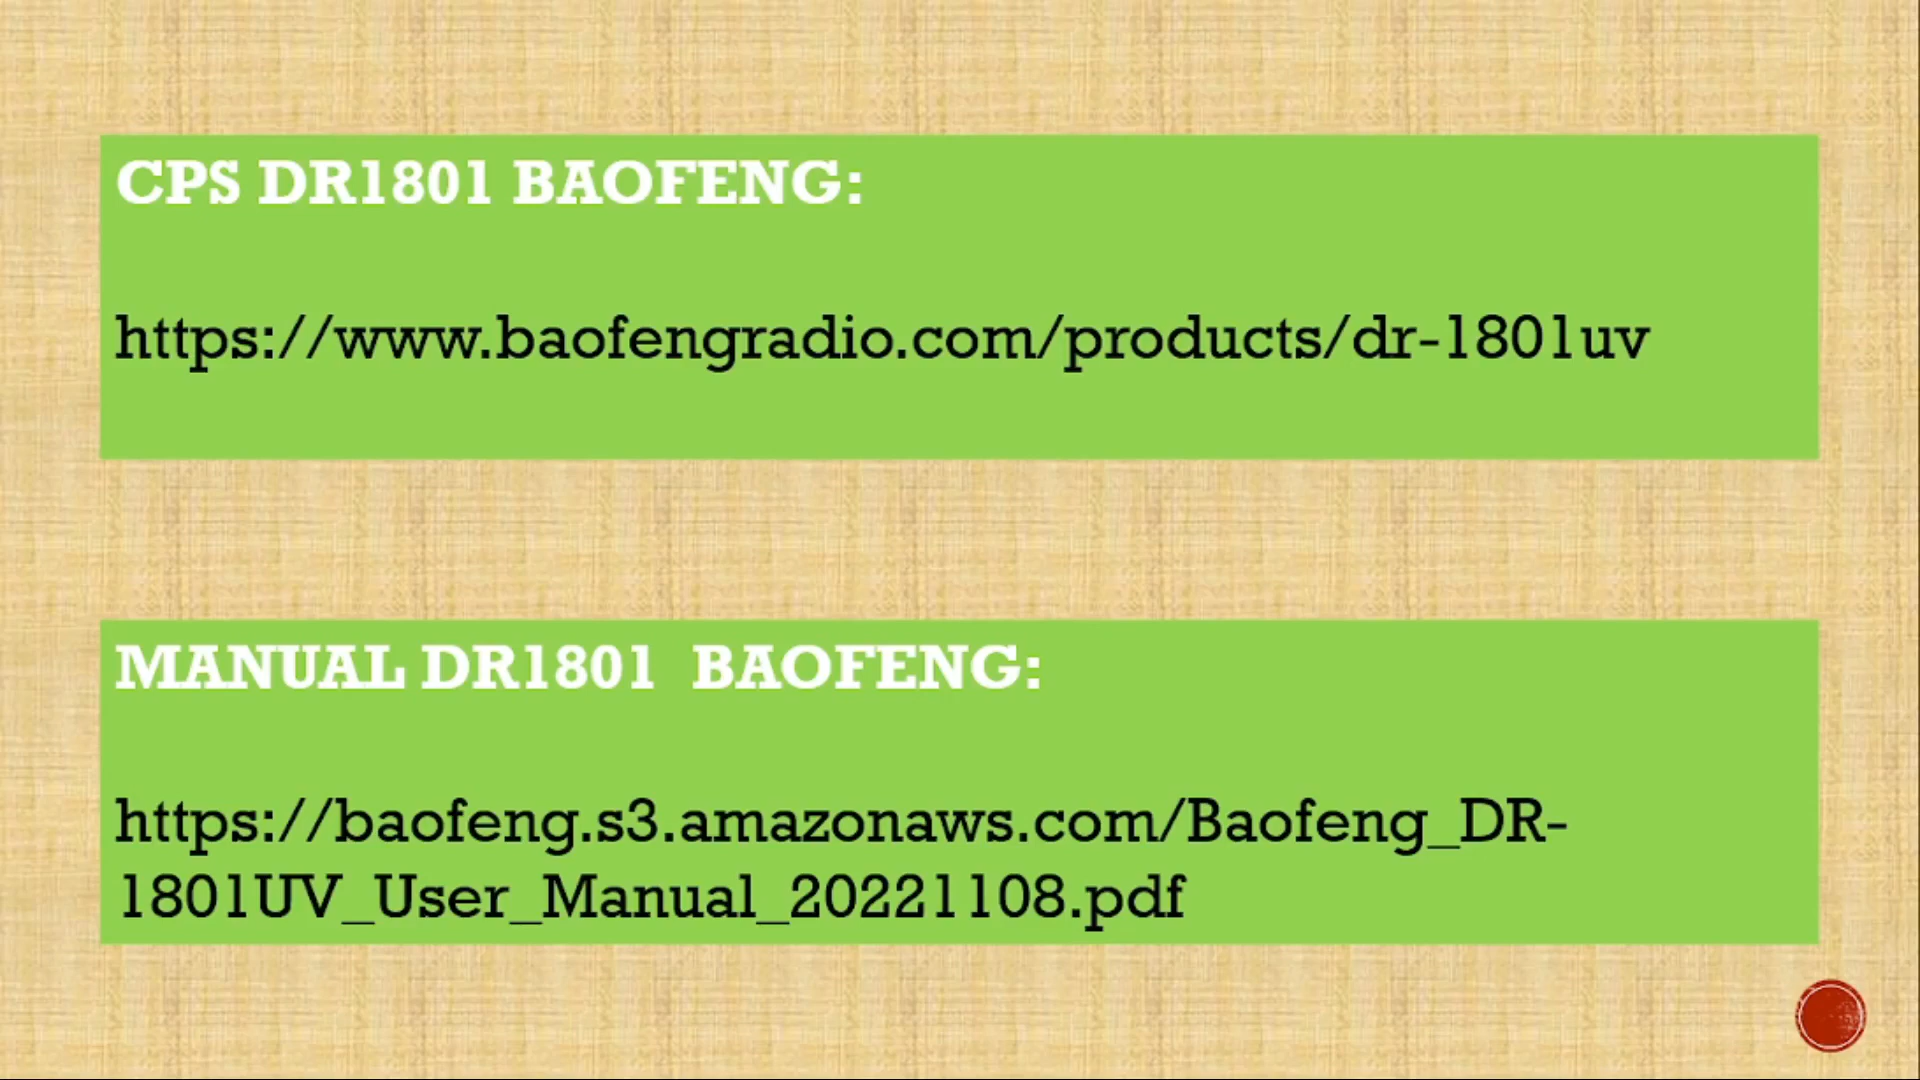 CPS DR1801 BAOFENG:
https://www.baofengradio.com/products/dr-1801uv
MANUAL DR1801  BAOFENG:
https://baofeng.s3.amazonaws.com/Baofeng_DR-
1801UV_User_Manual_20221108.pdf